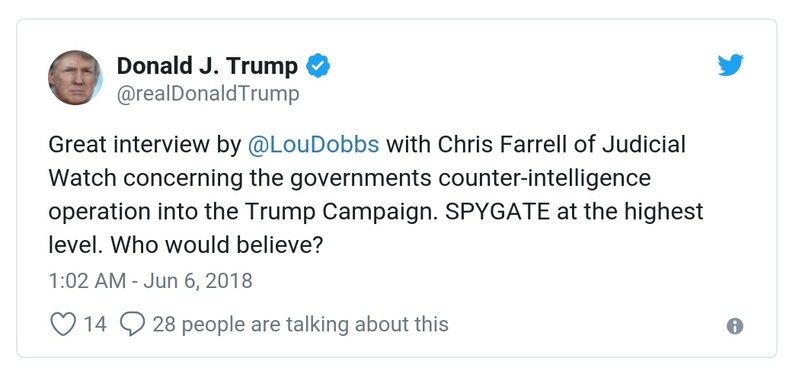 Donald J. Trump
@realDonaldTrump
Great interview by @LouDobbs with Chris Farrell of Judicial
Watch concerning the governments counter-intelligence
operation into the Trump Campaign. SPYGATE at the highest
level. Who would believe?
1:02 AM - Jun 6, 2018
14 28 people are talking about this